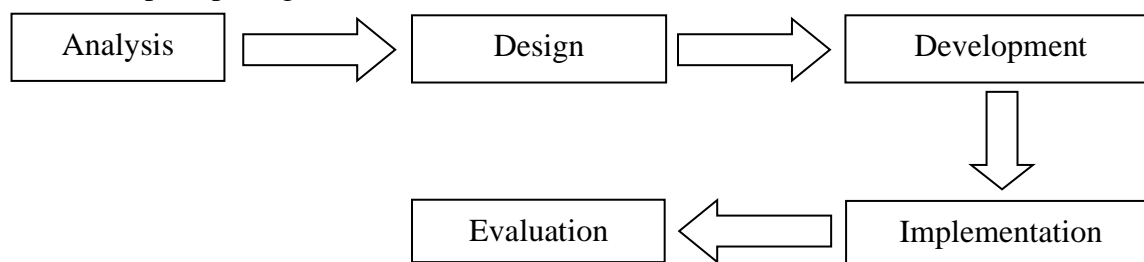 Analysis
Design
Development
Implementation
Evaluation